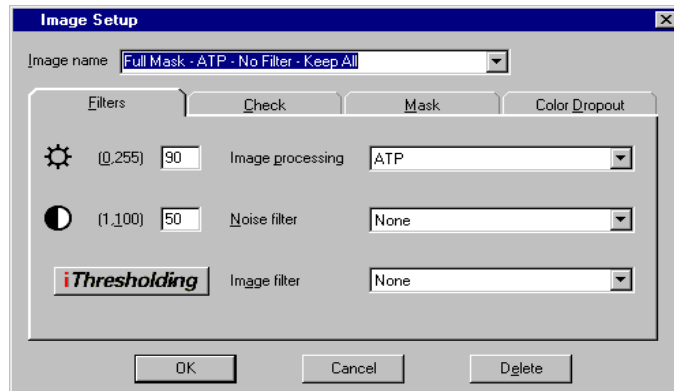 Image Setup
Image name Full Mask - ATP - No Filter - Keep All
Filters Check Mask Color Dropout
(0,255) 90 Image processing ATP
(1,100) 50 Noise filter None
iThresholding Image filter None
OK Cancel Delete